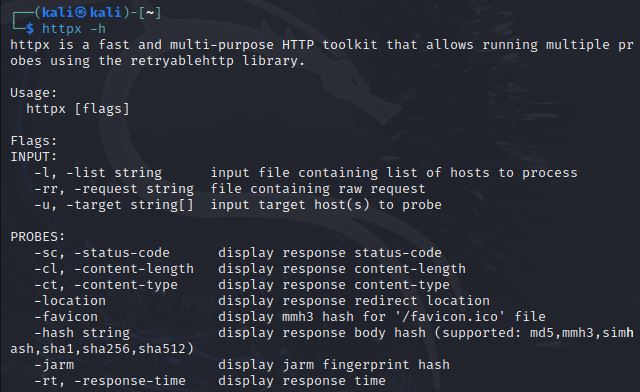 ┌──(kali㉿kali)-[~]
└─$ httpx -h
httpx is a fast and multi-purpose HTTP toolkit that allows running multiple pr
obes using the retryablehttp library.

Usage:
  httpx [flags]

Flags:
INPUT:
   -l, -list string      input file containing list of hosts to process
   -rr, -request string  file containing raw request
   -u, -target string[]  input target host(s) to probe

PROBES:
   -sc, -status-code      display response status-code
   -cl, -content-length   display response content-length
   -ct, -content-type     display response content-type
   -location              display response redirect location
   -favicon               display mmh3 hash for '/favicon.ico' file
   -hash string           display response body hash (supported: md5,mmh3,simh
ash,sha1,sha256,sha512)
   -jarm                  display jarm fingerprint hash
   -rt, -response-time    display response time